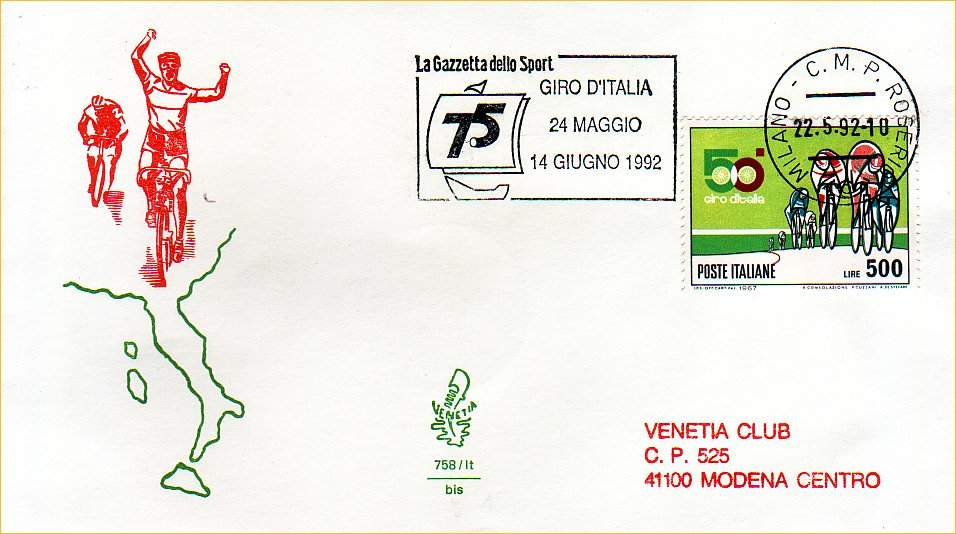 La Gazzetta dello Sport
75
GIRO D'ITALIA
24 MAGGIO
14 GIUGNO 1992
MILANO - C.M.P. ROSERIO
22.5.92-10
50°
giro d'italia
POSTE ITALIANE
LIRE 500
1967
VENETIA
758/It
bis
VENETIA CLUB
C. P. 525
41100 MODENA CENTRO